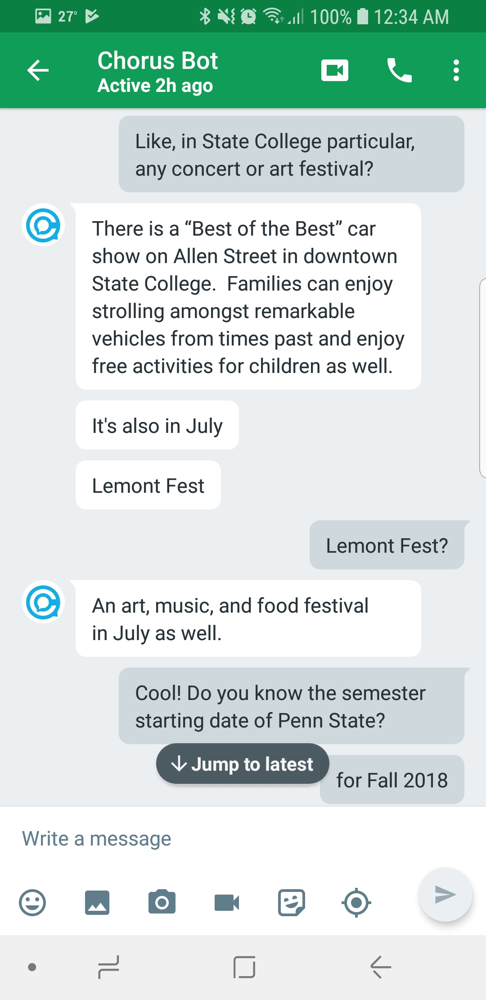 27° 100% 12:34 AM
Chorus Bot
Active 2h ago
Like, in State College particular,
any concert or art festival?
There is a “Best of the Best” car
show on Allen Street in downtown
State College.  Families can enjoy
strolling amongst remarkable
vehicles from times past and enjoy
free activities for children as well.
It's also in July
Lemont Fest
Lemont Fest?
An art, music, and food festival
in July as well.
Cool! Do you know the semester
starting date of Penn State?
Jump to latest
for Fall 2018
Write a message